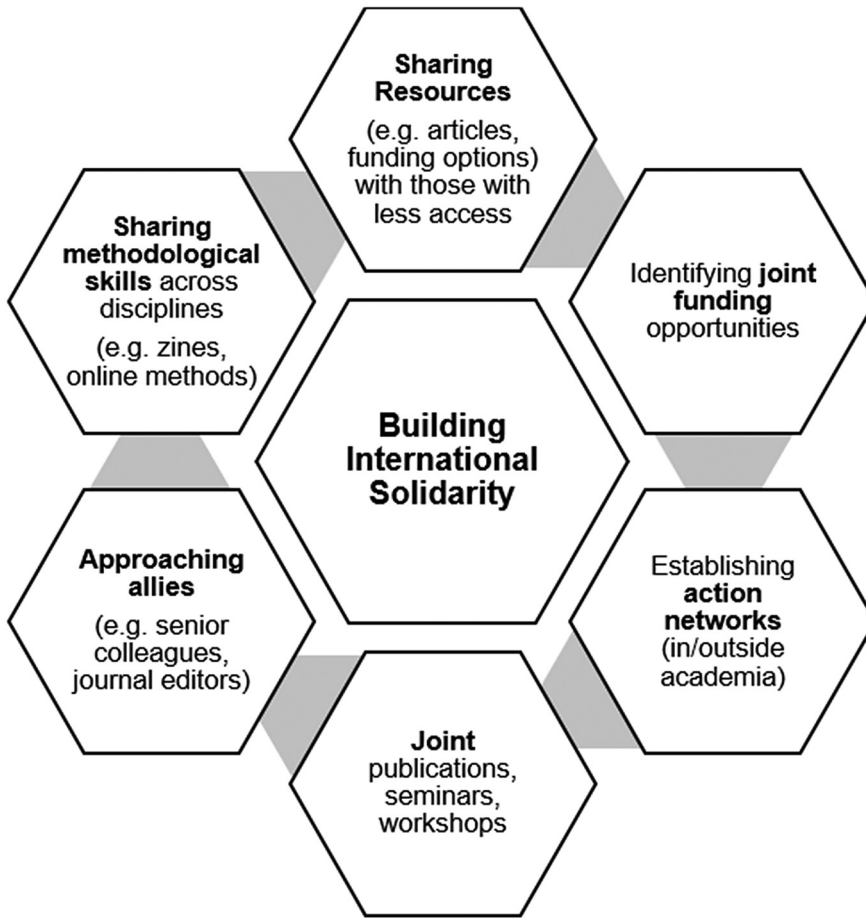 Sharing
Resources
(e.g. articles,
funding options)
with those with
less access
Identifying joint
funding
opportunities
Establishing
action
networks
(in/outside
academia)
Joint
publications,
seminars,
workshops
Approaching
allies
(e.g. senior
colleagues,
journal editors)
Sharing
methodological
skills across
disciplines
(e.g. zines,
online methods)
Building
International
Solidarity